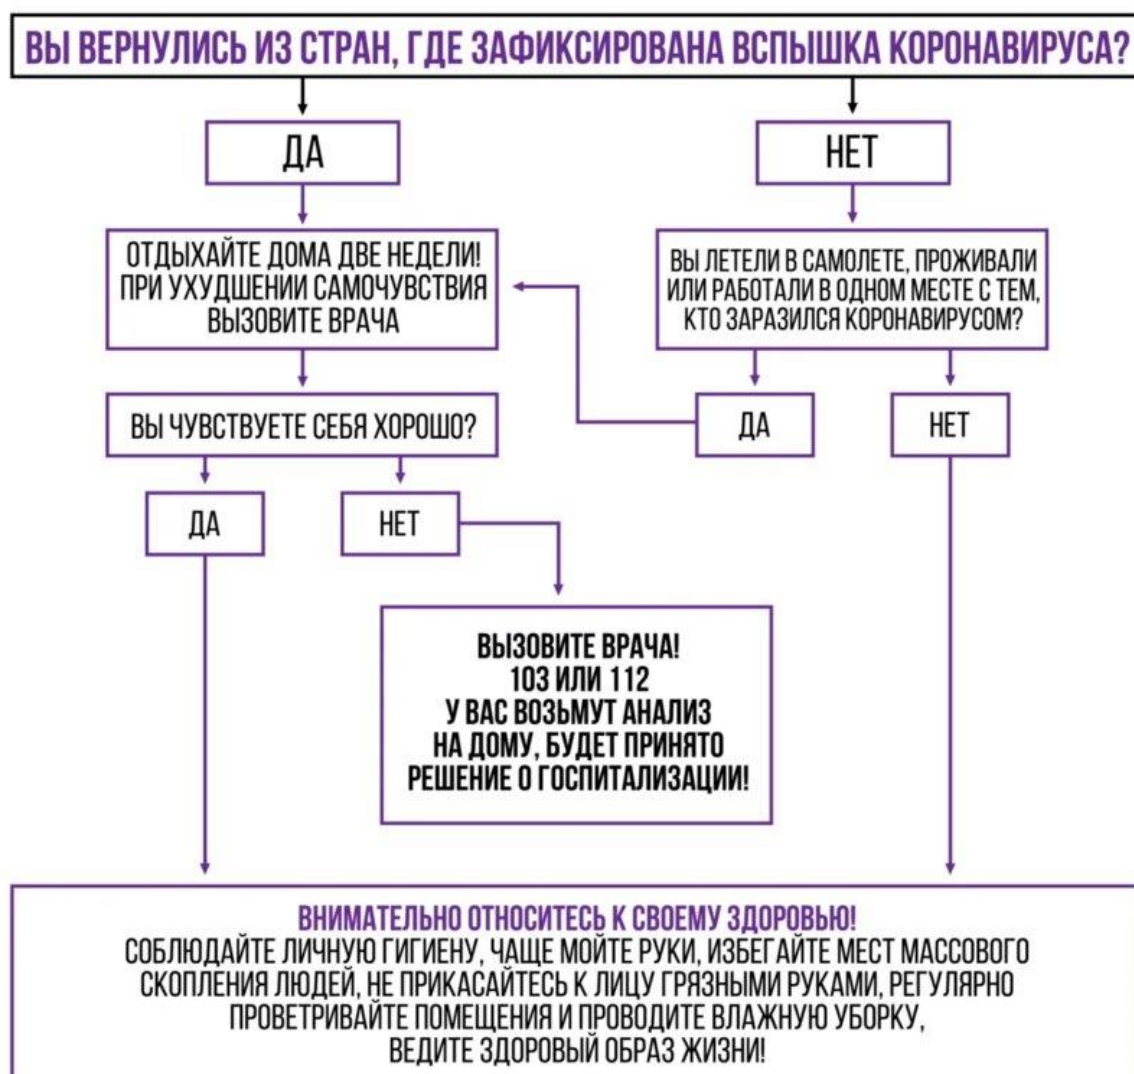 ВЫ ВЕРНУЛИСЬ ИЗ СТРАН, ГДЕ ЗАФИКСИРОВАНА ВСПЫШКА КОРОНАВИРУСА?
ДА
НЕТ
ОТДЫХАЙТЕ ДОМА ДВЕ НЕДЕЛИ!
ПРИ УХУДШЕНИИ САМОЧУВСТВИЯ
ВЫЗОВИТЕ ВРАЧА
ВЫ ЛЕТЕЛИ В САМОЛЕТЕ, ПРОЖИВАЛИ
ИЛИ РАБОТАЛИ В ОДНОМ МЕСТЕ С ТЕМ,
КТО ЗАРАЗИЛСЯ КОРОНАВИРУСОМ?
ВЫ ЧУВСТВУЕТЕ СЕБЯ ХОРОШО?
ДА
НЕТ
ДА
НЕТ
ВЫЗОВИТЕ ВРАЧА!
103 ИЛИ 112
У ВАС ВОЗЬМУТ АНАЛИЗ
НА ДОМУ, БУДЕТ ПРИНЯТО
РЕШЕНИЕ О ГОСПИТАЛИЗАЦИИ!
ВНИМАТЕЛЬНО ОТНОСИТЕСЬ К СВОЕМУ ЗДОРОВЬЮ!
СОБЛЮДАЙТЕ ЛИЧНУЮ ГИГИЕНУ, ЧАЩЕ МОЙТЕ РУКИ, ИЗБЕГАЙТЕ МЕСТ МАССОВОГО
СКОПЛЕНИЯ ЛЮДЕЙ, НЕ ПРИКАСАЙТЕСЬ К ЛИЦУ ГРЯЗНЫМИ РУКАМИ, РЕГУЛЯРНО
ПРОВЕТРИВАЙТЕ ПОМЕЩЕНИЯ И ПРОВОДИТЕ ВЛАЖНУЮ УБОРКУ,
ВЕДИТЕ ЗДОРОВЫЙ ОБРАЗ ЖИЗНИ!